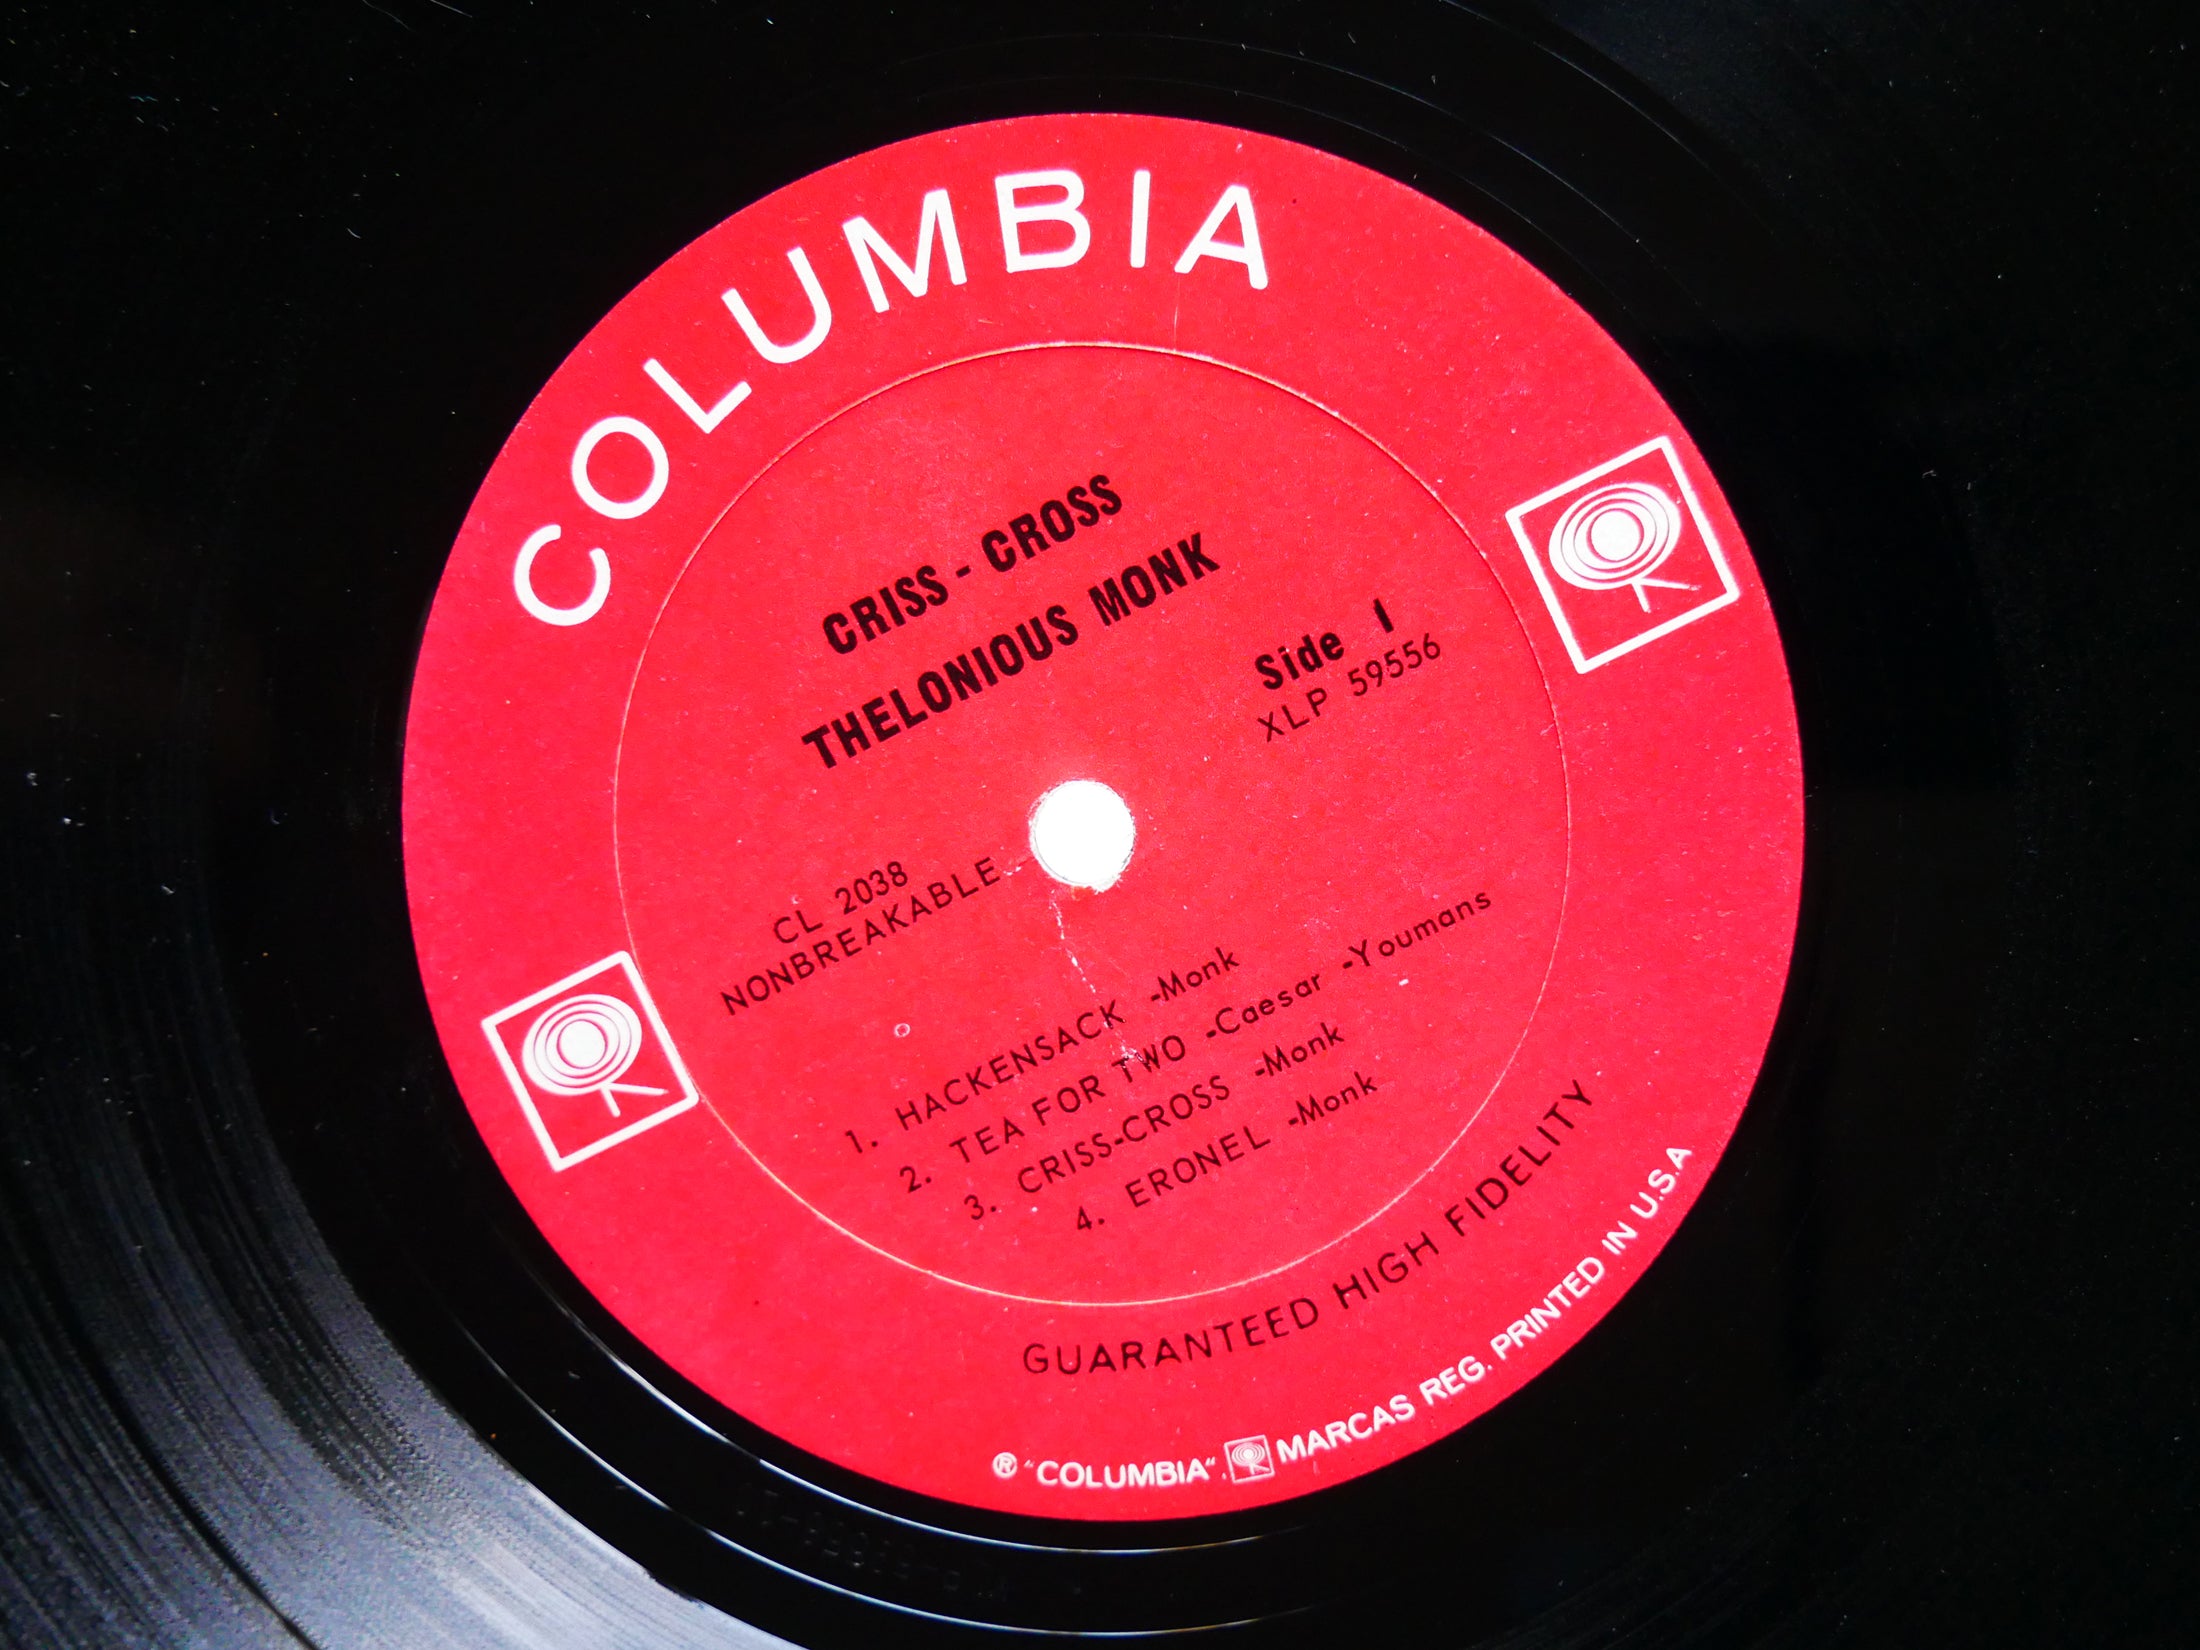 COLUMBIA
CRISS - CROSS
THELONIOUS MONK
Side 1
XLP 59556
CL 2038
NONBREAKABLE
1. HACKENSACK -Monk
2. TEA FOR TWO -Caesar -Youmans
3. CRISS-CROSS -Monk
4. ERONEL -Monk
GUARANTEED HIGH FIDELITY
® "COLUMBIA", MARCAS REG. PRINTED IN U.S.A